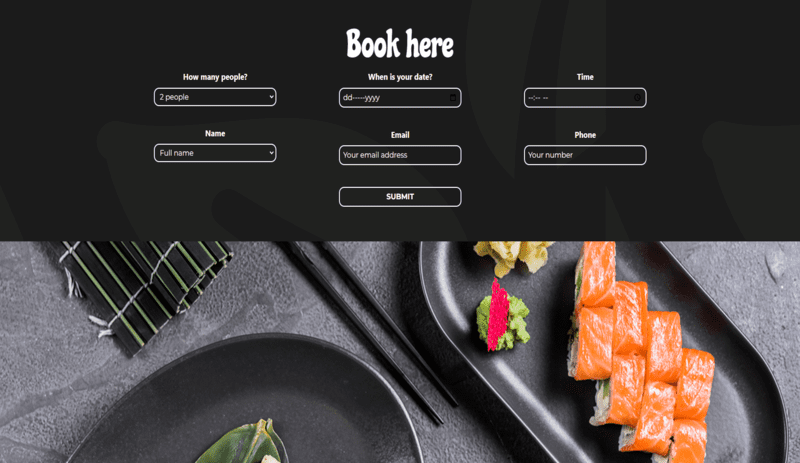 Book here
How many people?
When is your date?
Time
2 people
dd-----yyyy
--:-- --
Name
Email
Phone
Full name
Your email address
Your number
SUBMIT